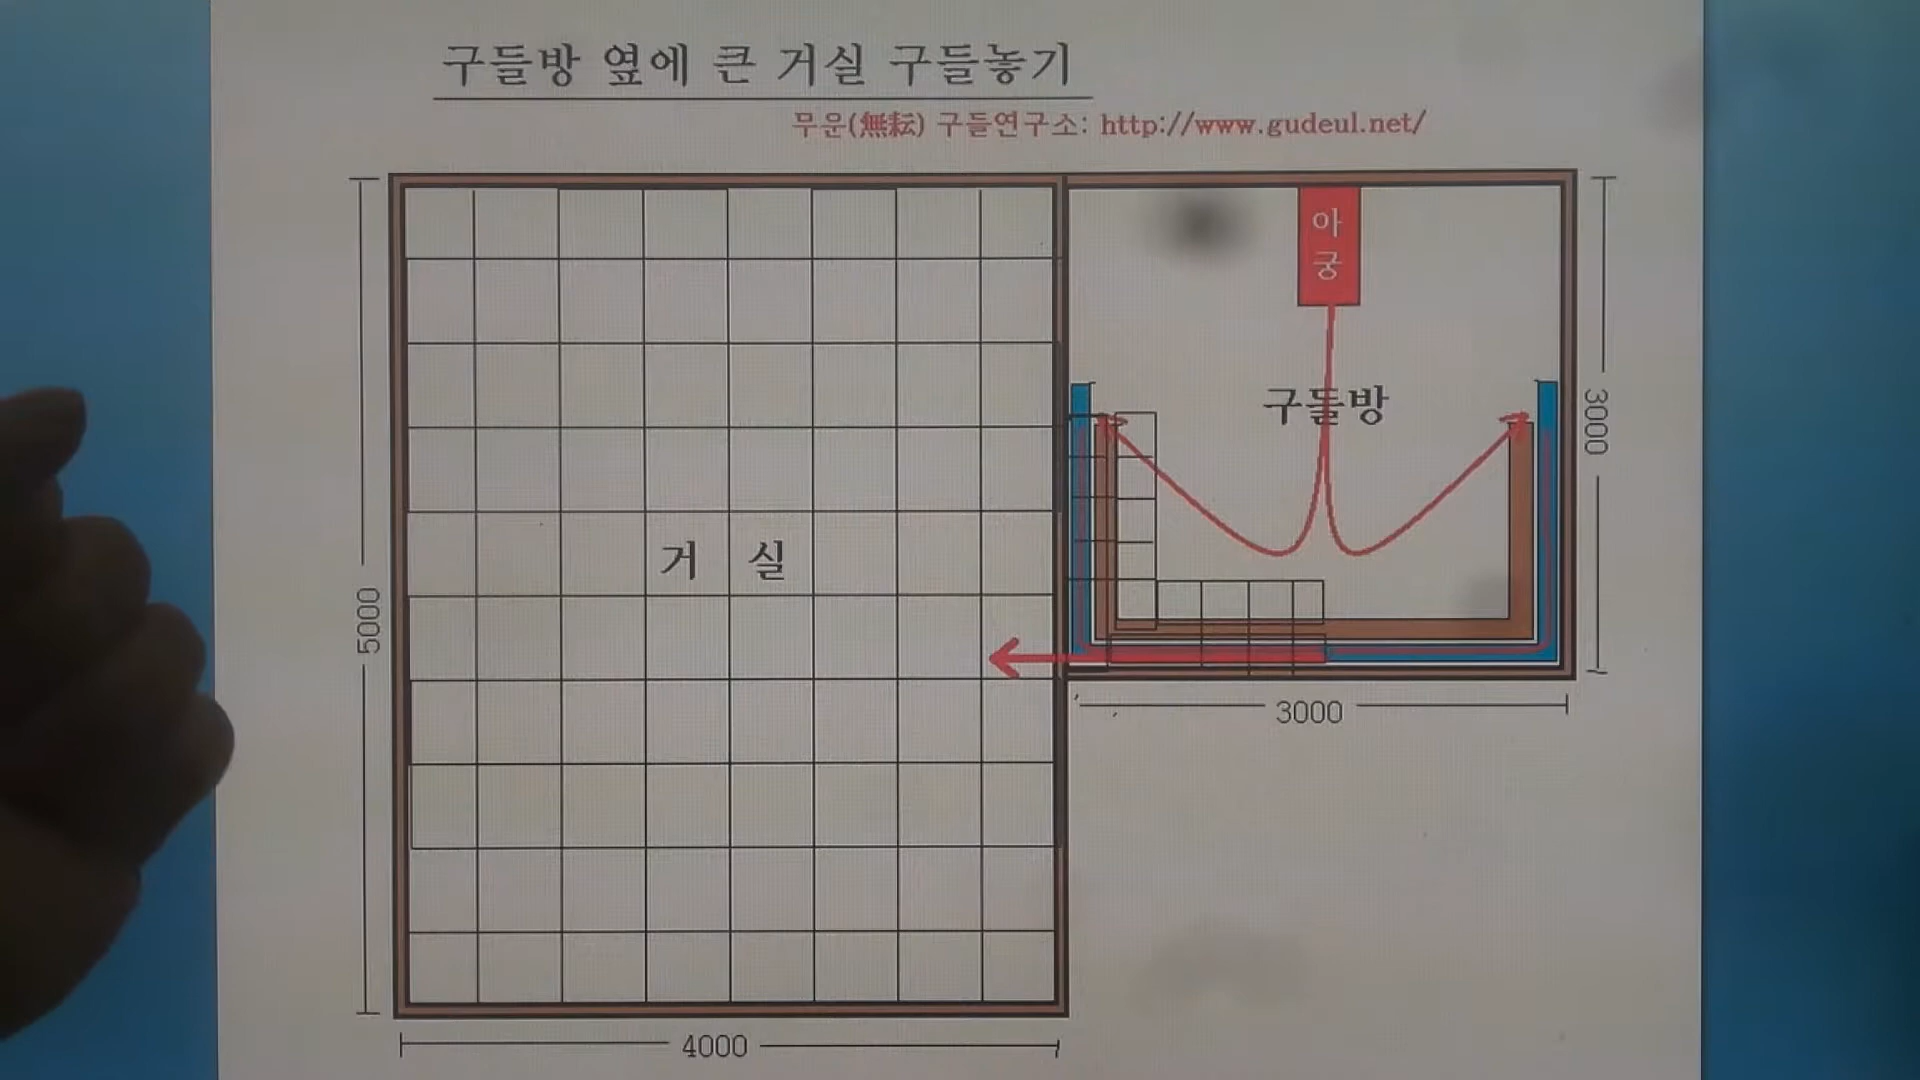 구들방 옆에 큰 거실 구들놓기
무운(無耘) 구들연구소: http://www.gudeul.net/
아
궁
구들방
3000
거 실
5000
3000
4000